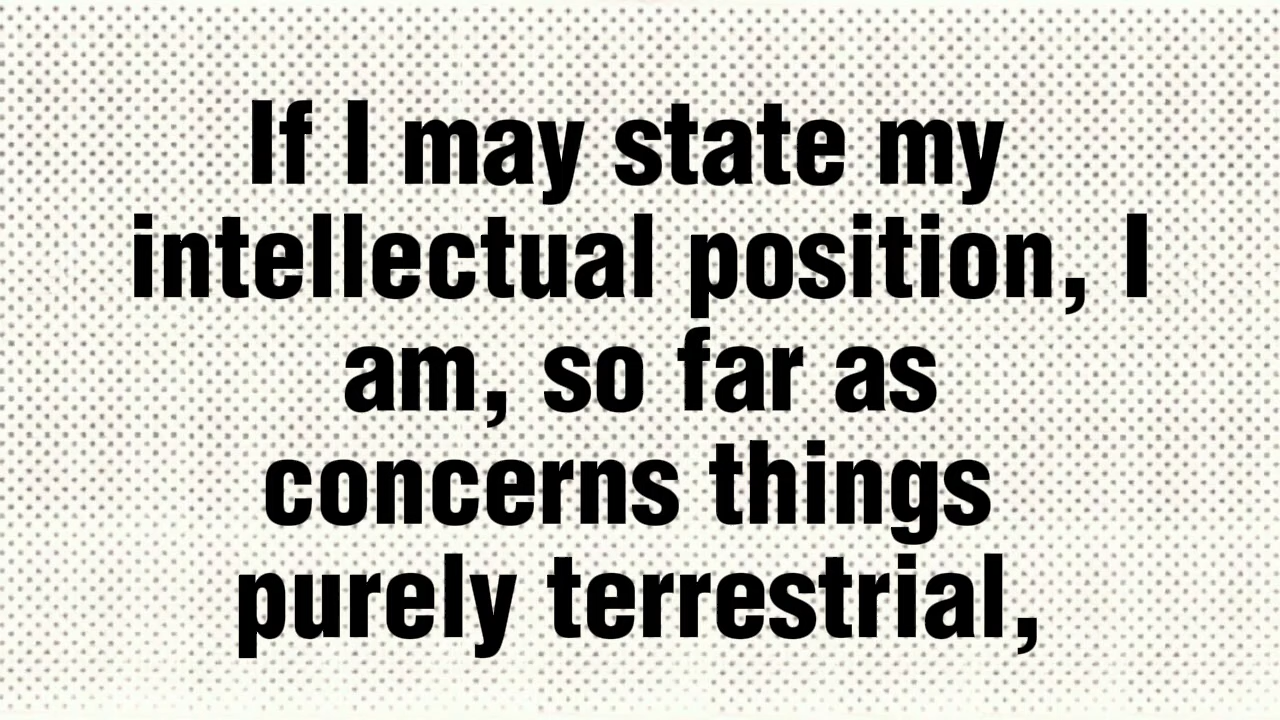 If I may state my
intellectual position, I
am, so far as
concerns things
purely terrestrial,